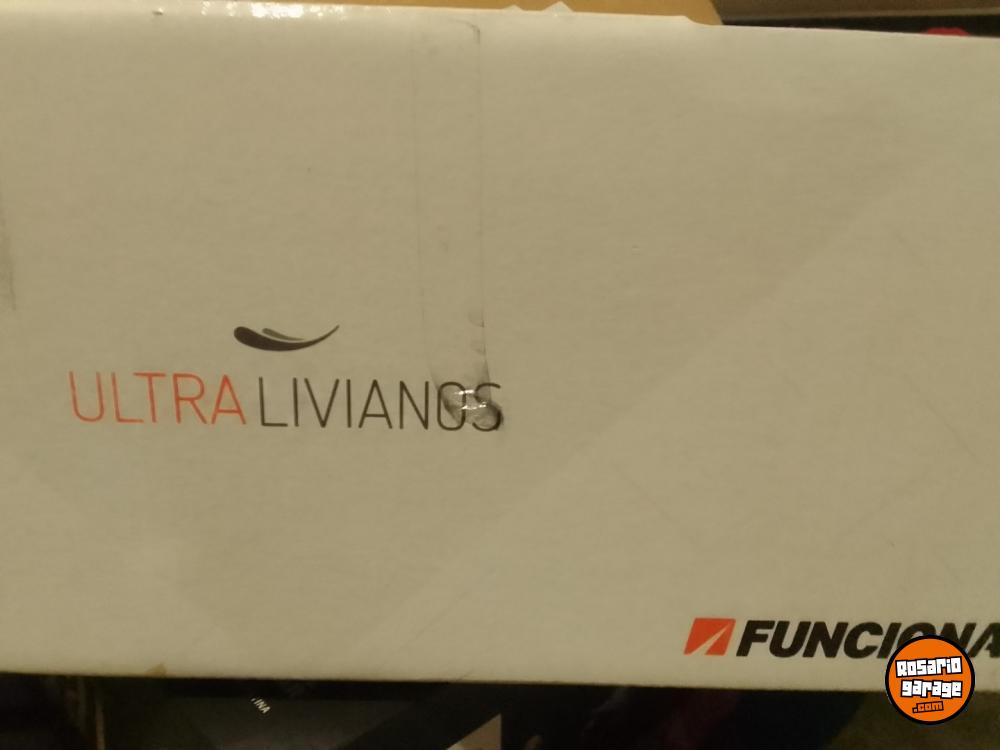 ULTRA LIVIANOS
FUNCIONA
Rosario
garage
.com